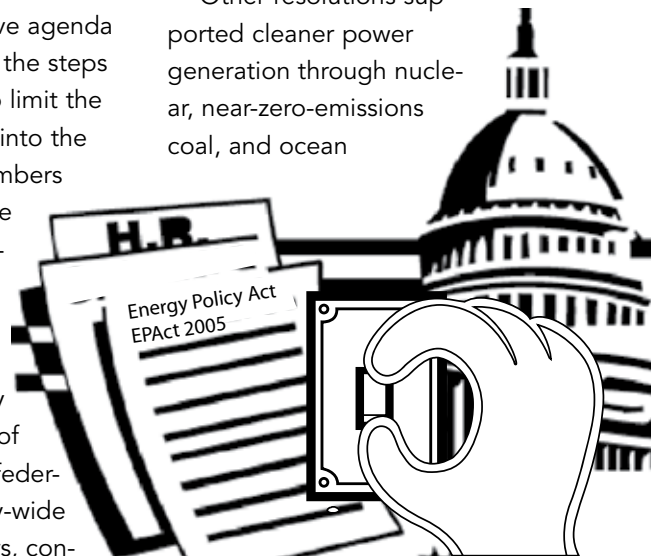 ve agenda
the steps
o limit the
into the
mbers
e
-
y
of
feder-
y-wide
rs, con-
Other resolutions sup-
ported cleaner power
generation through nucle-
ar, near-zero-emissions
coal, and ocean
H.R.
Energy Policy Act
EPAct 2005